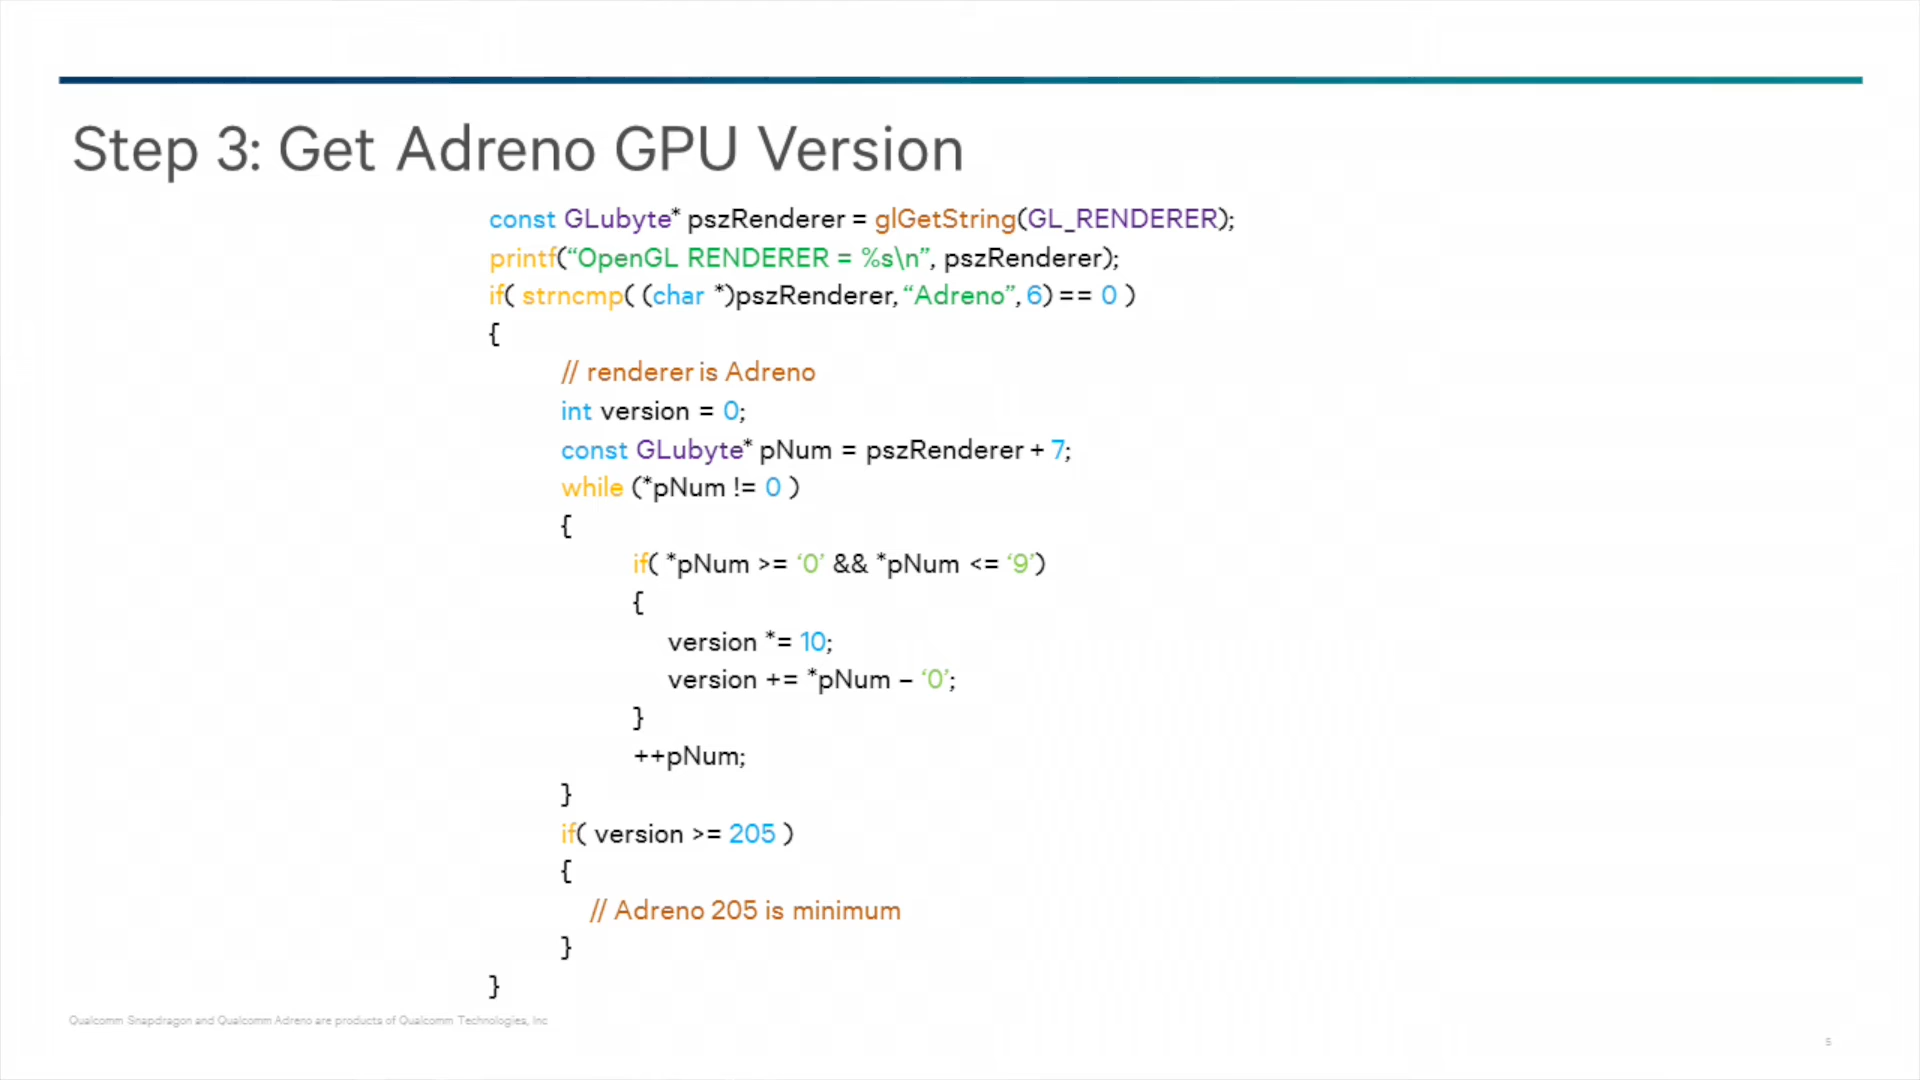 Step 3: Get Adreno GPU Version
const GLubyte* pszRenderer = glGetString(GL_RENDERER);
printf(“OpenGL RENDERER = %s\n”, pszRenderer);
if( strncmp( (char *)pszRenderer, “Adreno”, 6) == 0 )
{
// renderer is Adreno
int version = 0;
const GLubyte* pNum = pszRenderer + 7;
while (*pNum != 0 )
{
if( *pNum >= ‘0’ && *pNum <= ‘9’)
{
version *= 10;
version += *pNum – ‘0’;
}
++pNum;
}
if( version >= 205 )
{
// Adreno 205 is minimum
}
}
Qualcomm Snapdragon and Qualcomm Adreno are products of Qualcomm Technologies, Inc
5